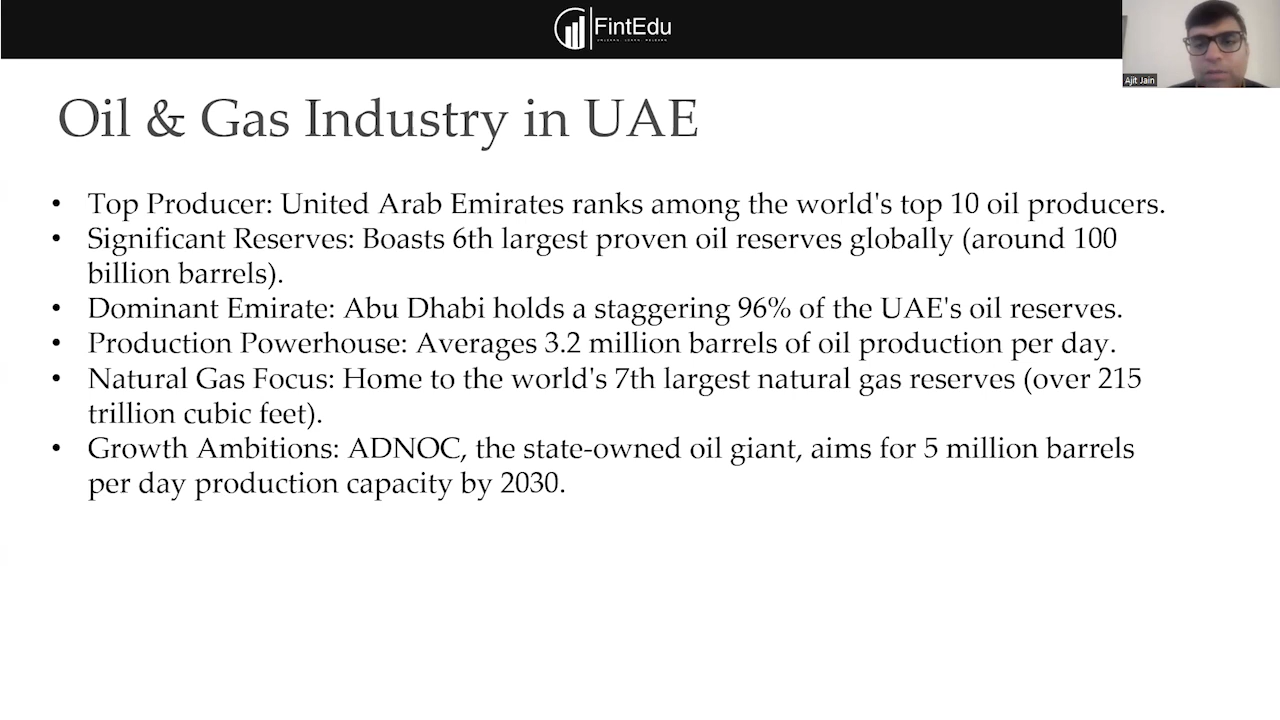 FintEdu
Ajit Jain
Oil & Gas Industry in UAE
• Top Producer: United Arab Emirates ranks among the world's top 10 oil producers.
• Significant Reserves: Boasts 6th largest proven oil reserves globally (around 100
billion barrels).
• Dominant Emirate: Abu Dhabi holds a staggering 96% of the UAE's oil reserves.
• Production Powerhouse: Averages 3.2 million barrels of oil production per day.
• Natural Gas Focus: Home to the world's 7th largest natural gas reserves (over 215
trillion cubic feet).
• Growth Ambitions: ADNOC, the state-owned oil giant, aims for 5 million barrels
per day production capacity by 2030.